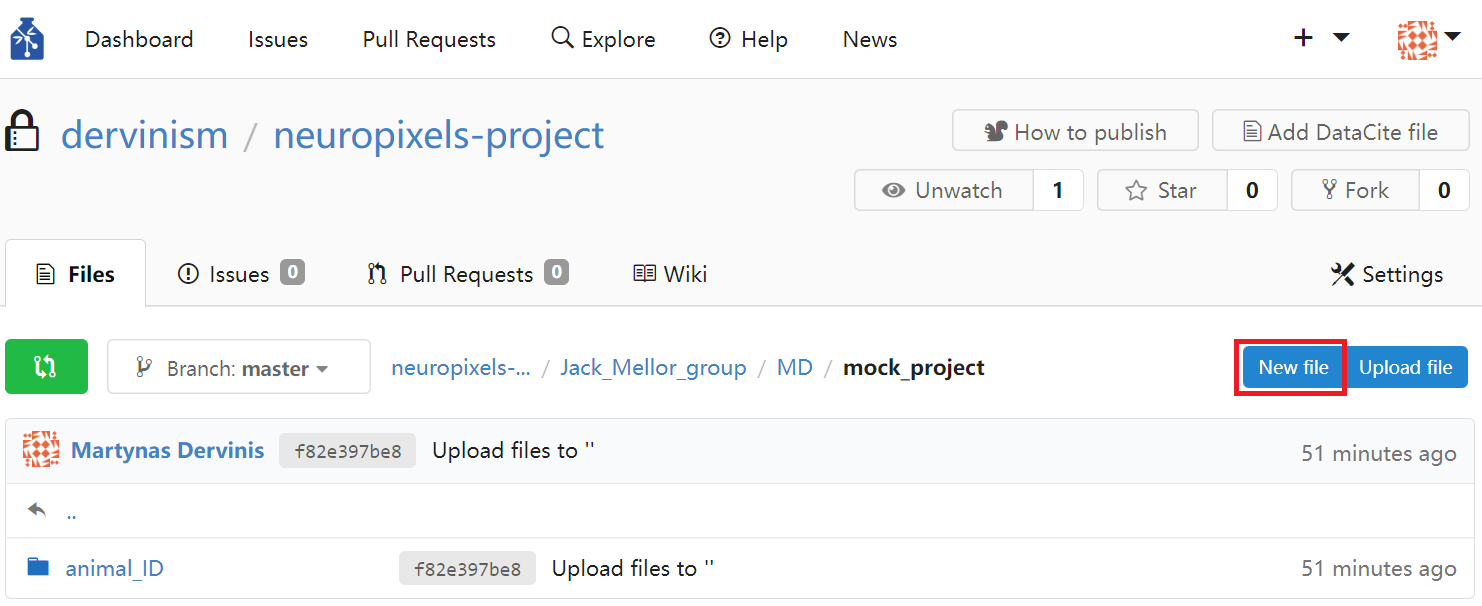 Dashboard Issues Pull Requests Explore Help News
dervinism / neuropixels-project
How to publish Add DataCite file
Unwatch 1 Star 0 Fork 0
Files Issues 0 Pull Requests 0 Wiki Settings
Branch: master neuropixels-... / Jack_Mellor_group / MD / mock_project New file Upload file
Martynas Dervinis f82e397be8 Upload files to '' 51 minutes ago
..
animal_ID f82e397be8 Upload files to '' 51 minutes ago